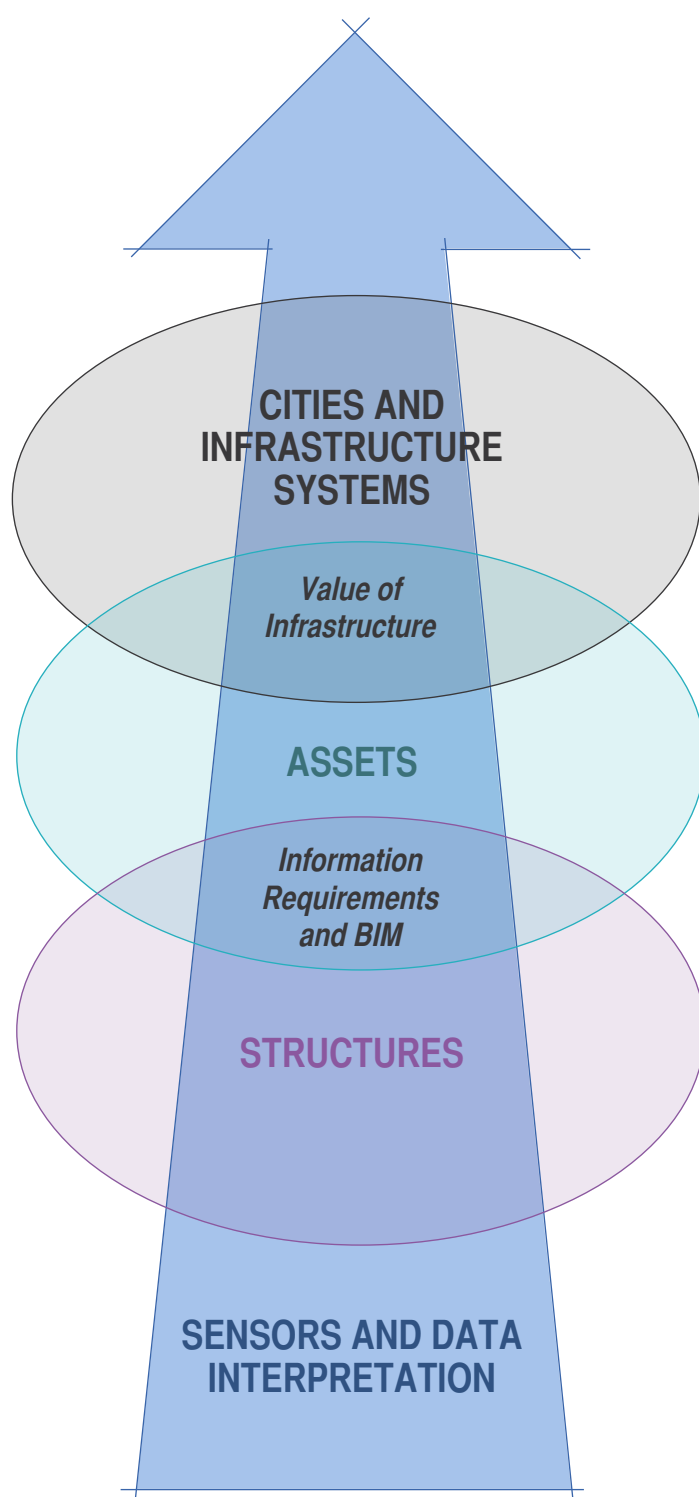 CITIES AND
INFRASTRUCTURE
SYSTEMS
Value of
Infrastructure
ASSETS
Information
Requirements
and BIM
STRUCTURES
SENSORS AND DATA
INTERPRETATION